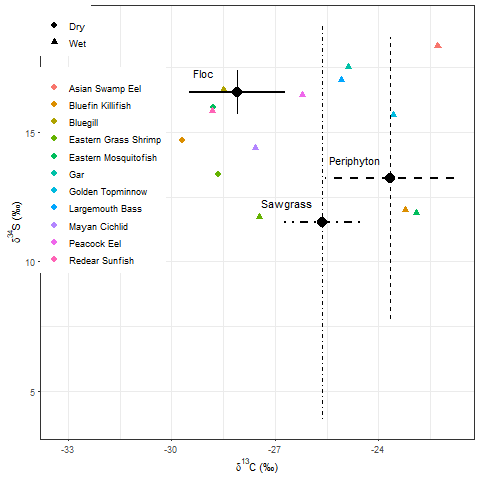 Dry
Wet
Floc
Asian Swamp Eel
Bluefin Killifish
Bluegill
Eastern Grass Shrimp
Eastern Mosquitofish
Gar
Golden Topminnow
Largemouth Bass
Mayan Cichlid
Peacock Eel
Redear Sunfish
Periphyton
Sawgrass
15
10
5
δ³⁴S (‰)
-33
-30
-27
-24
δ¹³C (‰)